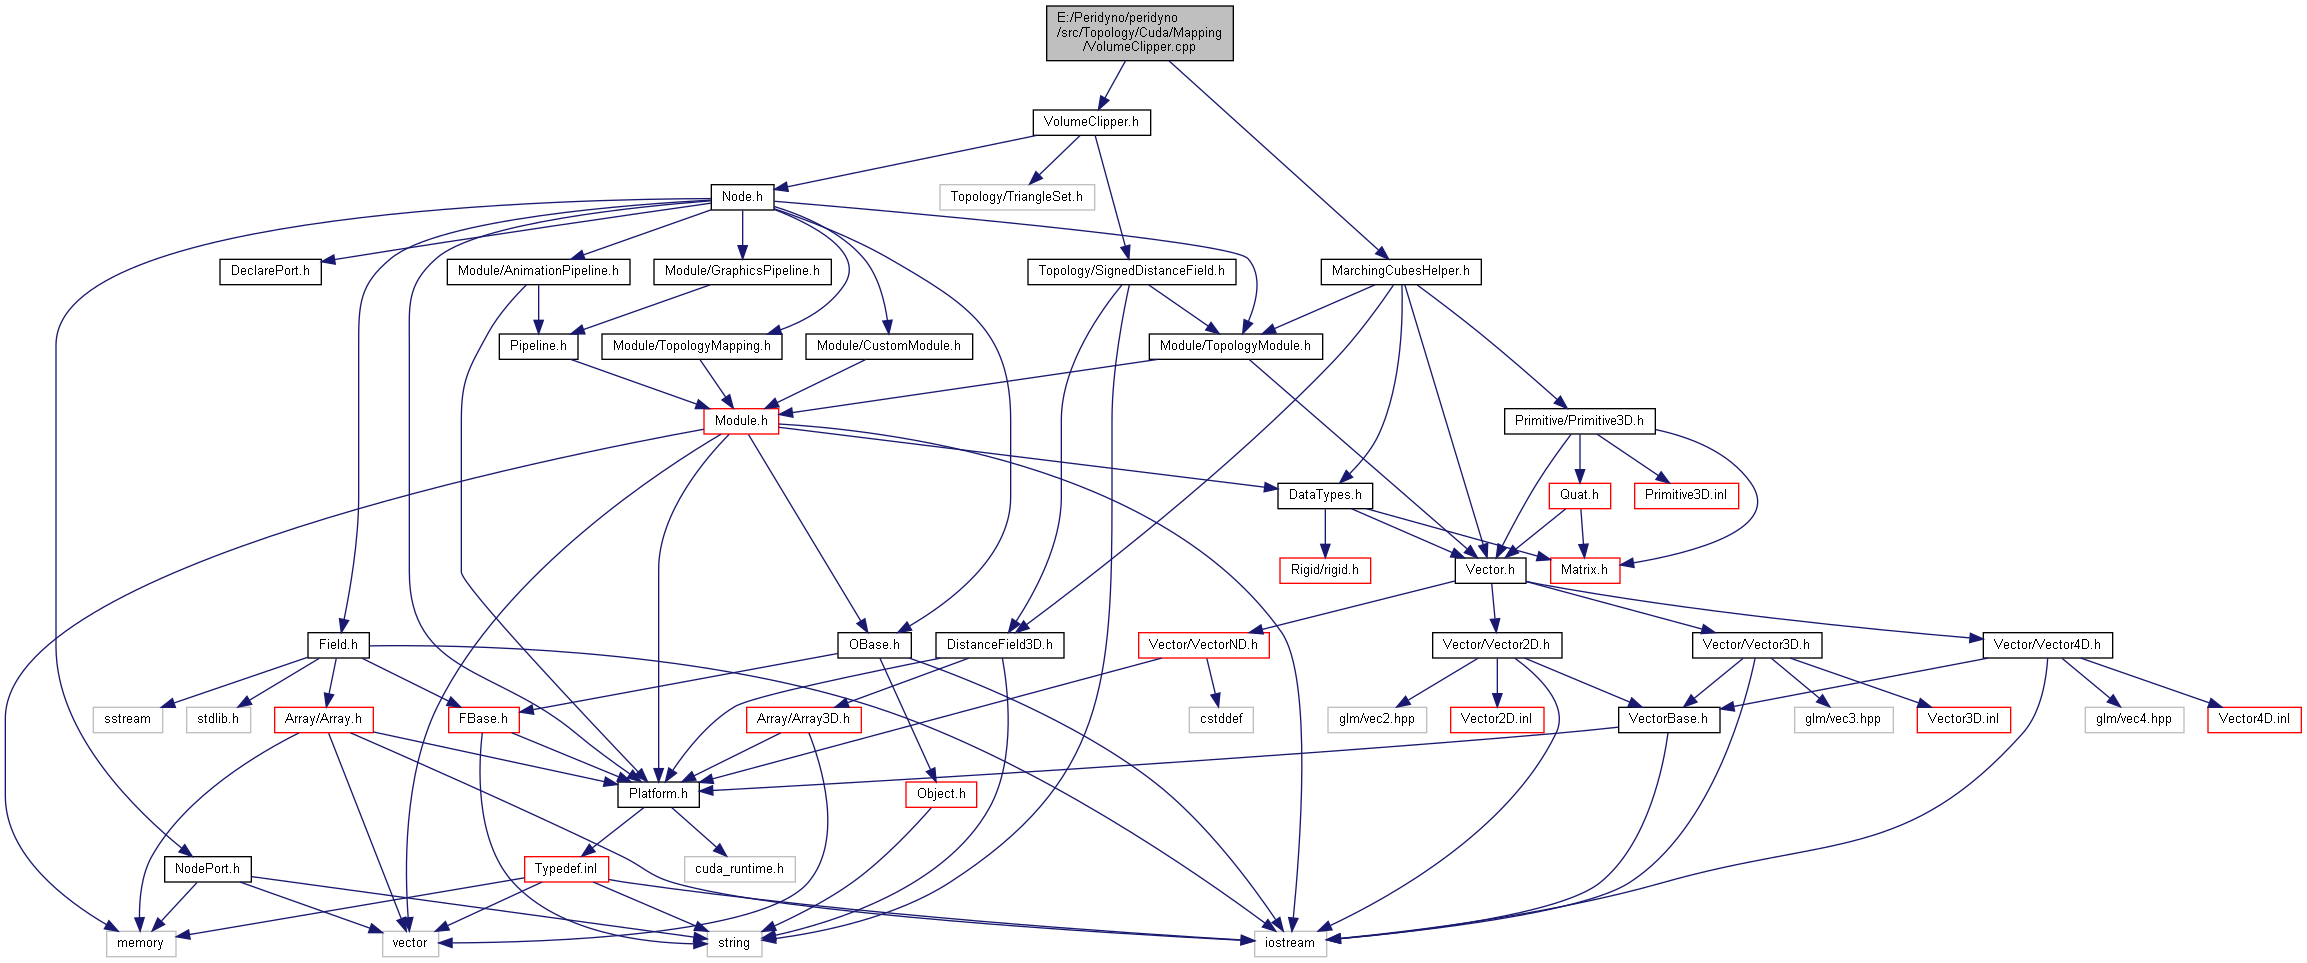 E:/Peridyno/peridyno
/src/Topology/Cuda/Mapping
/VolumeClipper.cpp
VolumeClipper.h
Node.h
Topology/TriangleSet.h
DeclarePort.h
Module/AnimationPipeline.h
Module/GraphicsPipeline.h
Topology/SignedDistanceField.h
MarchingCubesHelper.h
Pipeline.h
Module/TopologyMapping.h
Module/CustomModule.h
Module/TopologyModule.h
Module.h
Primitive/Primitive3D.h
DataTypes.h
Quat.h
Primitive3D.inl
Rigid/rigid.h
Vector.h
Matrix.h
Field.h
OBase.h
DistanceField3D.h
Vector/VectorND.h
Vector/Vector2D.h
Vector/Vector3D.h
Vector/Vector4D.h
sstream
stdlib.h
Array/Array.h
FBase.h
Array/Array3D.h
cstddef
glm/vec2.hpp
Vector2D.inl
VectorBase.h
glm/vec3.hpp
Vector3D.inl
glm/vec4.hpp
Vector4D.inl
Platform.h
Object.h
NodePort.h
Typedef.inl
cuda_runtime.h
memory
vector
string
iostream